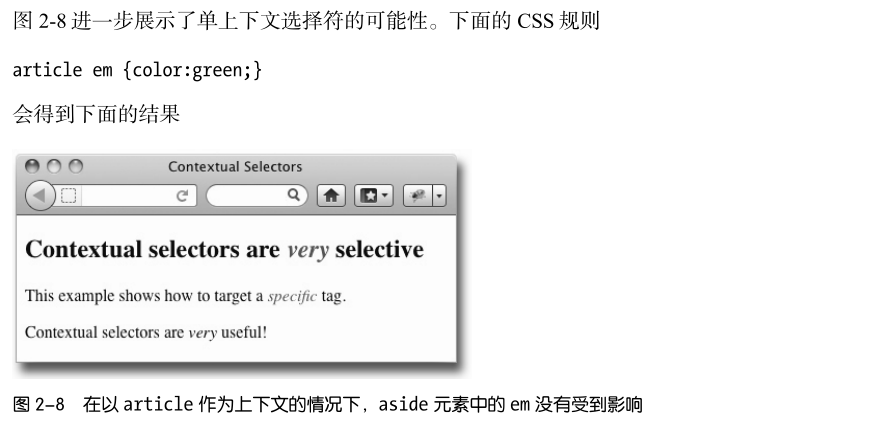 图 2-8 进一步展示了单上下文选择符的可能性。下面的 CSS 规则
article em {color:green;}
会得到下面的结果
Contextual Selectors
Contextual selectors are very selective
This example shows how to target a specific tag.
Contextual selectors are very useful!
图 2-8 在以 article 作为上下文的情况下，aside 元素中的 em 没有受到影响